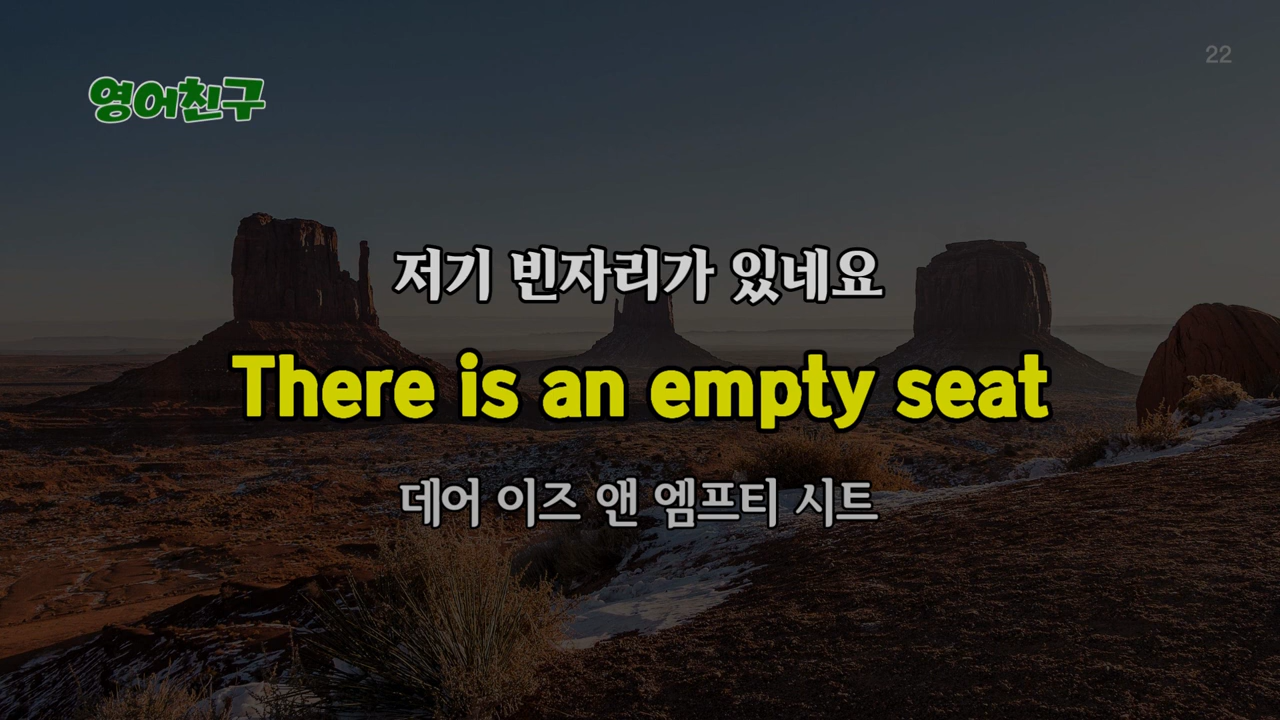 22
영어친구
저기 빈자리가 있네요
There is an empty seat
데어 이즈 앤 엠프티 시트